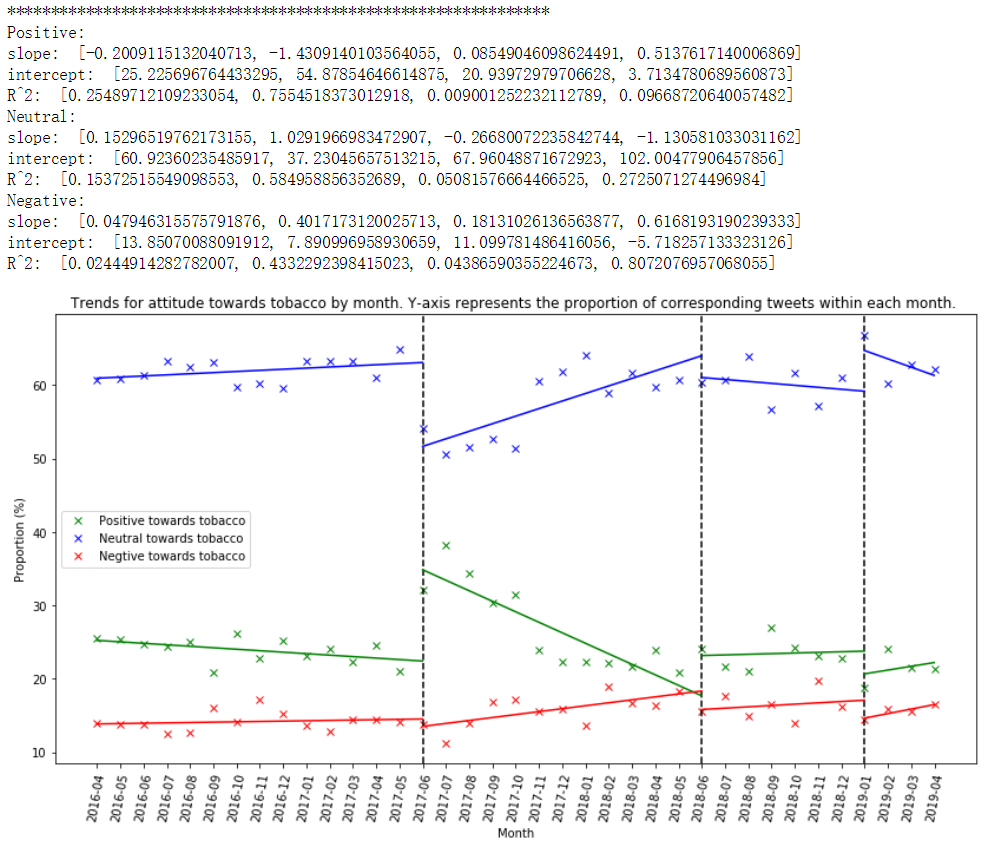 **************************************************************
Positive:
slope:  [-0.2009115132040713, -1.4309140103564055, 0.08549046098624491, 0.5137617140006869]
intercept:  [25.225696764433295, 54.87854646614875, 20.93972979706628, 3.7134780689560873]
R^2:  [0.25489712109233054, 0.7554518373012918, 0.009001252232112789, 0.09668720640057482]
Neutral:
slope:  [0.15296519762173155, 1.0291966983472907, -0.26680072235842744, -1.130581033031162]
intercept:  [60.92360235485917, 37.23045657513215, 67.96048871672923, 102.00477906457856]
R^2:  [0.15372515549098553, 0.584958856352689, 0.05081576664466525, 0.2725071274496984]
Negative:
slope:  [0.047946315575791876, 0.4017173120025713, 0.18131026136563877, 0.6168193190239333]
intercept:  [13.85070088091912, 7.890996958930659, 11.099781486416056, -5.718257133323126]
R^2:  [0.02444914282782007, 0.4332292398415023, 0.04386590355224673, 0.8072076957068055]
Trends for attitude towards tobacco by month. Y-axis represents the proportion of corresponding tweets within each month.
60
50
40
30
20
10
Proportion (%)
Positive towards tobacco
Neutral towards tobacco
Negtive towards tobacco
2016-04
2016-05
2016-06
2016-07
2016-08
2016-09
2016-10
2016-11
2016-12
2017-01
2017-02
2017-03
2017-04
2017-05
2017-06
2017-07
2017-08
2017-09
2017-10
2017-11
2017-12
2018-01
2018-02
2018-03
2018-04
2018-05
2018-06
2018-07
2018-08
2018-09
2018-10
2018-11
2018-12
2019-01
2019-02
2019-03
2019-04
Month